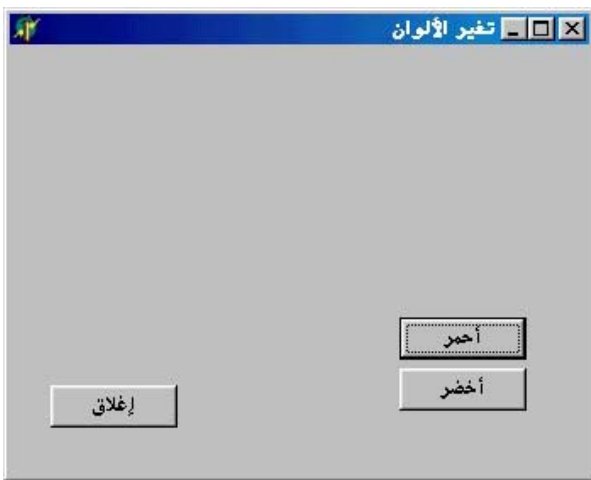 تغير الألوان
أحمر
أخضر
إغلاق